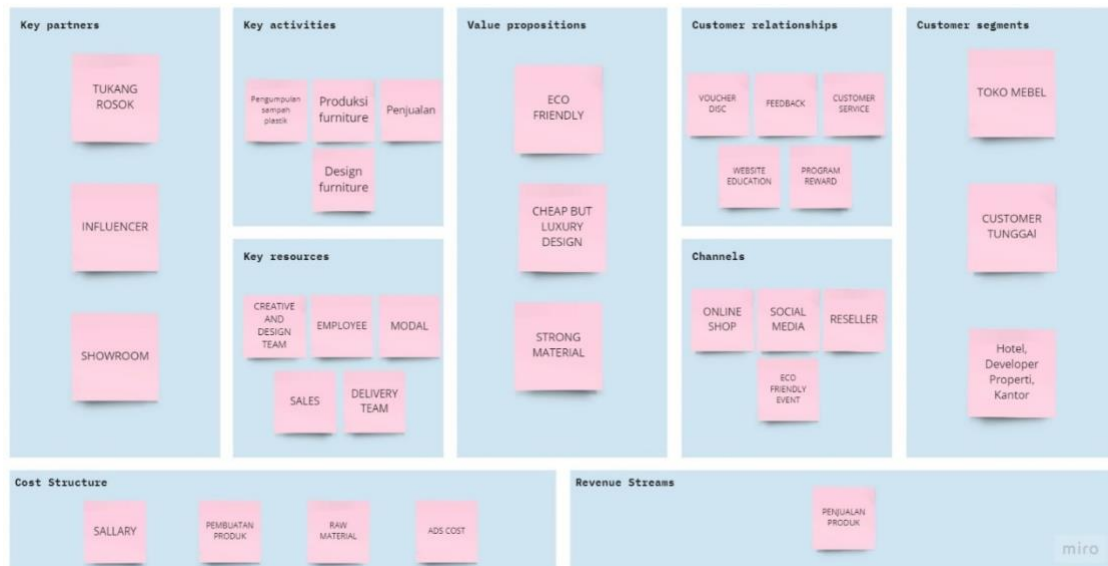 Key partners
TUKANG
ROSOK
INFLUENCER
SHOWROOM
Key activities
Pengumpulan
sampah
plastik
Produksi
furniture
Penjualan
Design
furniture
Key resources
CREATIVE
AND
DESIGN
TEAM
EMPLOYEE
MODAL
SALES
DELIVERY
TEAM
Value propositions
ECO
FRIENDLY
CHEAP BUT
LUXURY
DESIGN
STRONG
MATERIAL
Customer relationships
VOUCHER
DISC
FEEDBACK
CUSTOMER
SERVICE
WEBSITE
EDUCATION
PROGRAM
REWARD
Channels
ONLINE
SHOP
SOCIAL
MEDIA
RESELLER
ECO
FRIENDLY
EVENT
Customer segments
TOKO MEBEL
CUSTOMER
TUNGGAl
Hotel,
Developer
Properti,
Kantor
Cost Structure
SALLARY
PEMBUATAN
PRODUK
RAW
MATERIAL
ADS COST
Revenue Streams
PENJUALAN
PRODUK
miro